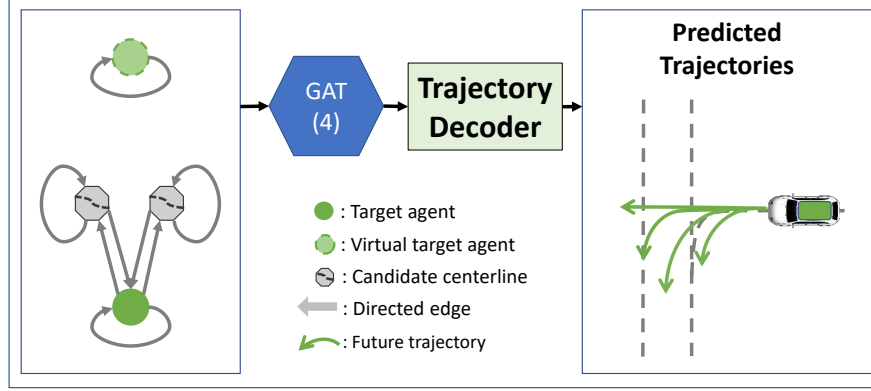 GAT
(4)
Trajectory
Decoder
Predicted
Trajectories
: Target agent
: Virtual target agent
: Candidate centerline
: Directed edge
: Future trajectory